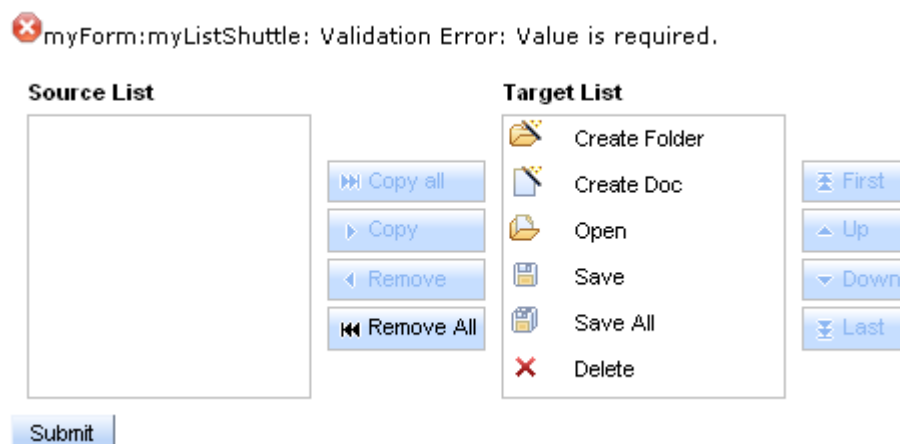 myForm:myListShuttle: Validation Error: Value is required.
Source List
Target List
Copy all
Copy
Remove
Remove All
Create Folder
Create Doc
Open
Save
Save All
Delete
First
Up
Down
Last
Submit